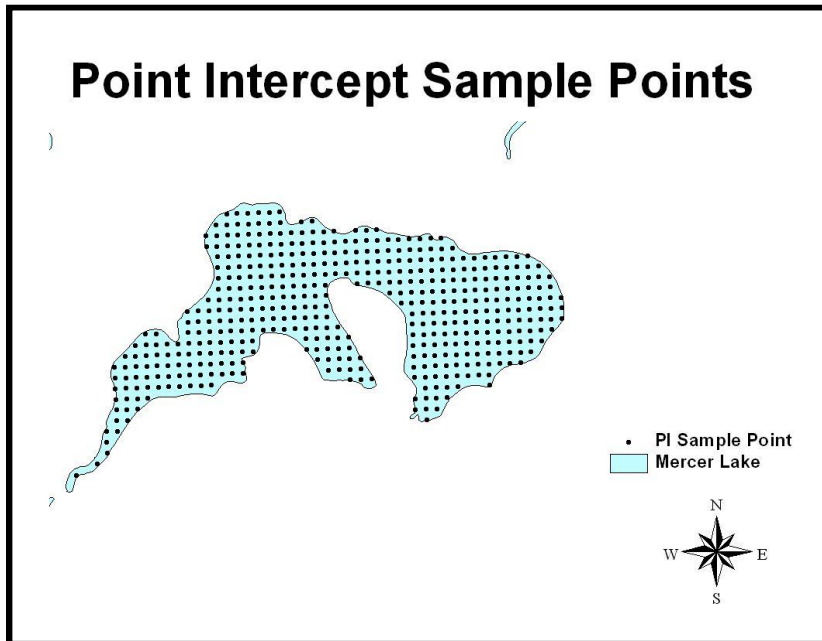 Point Intercept Sample Points
PI Sample Point
Mercer Lake
N
W E
S